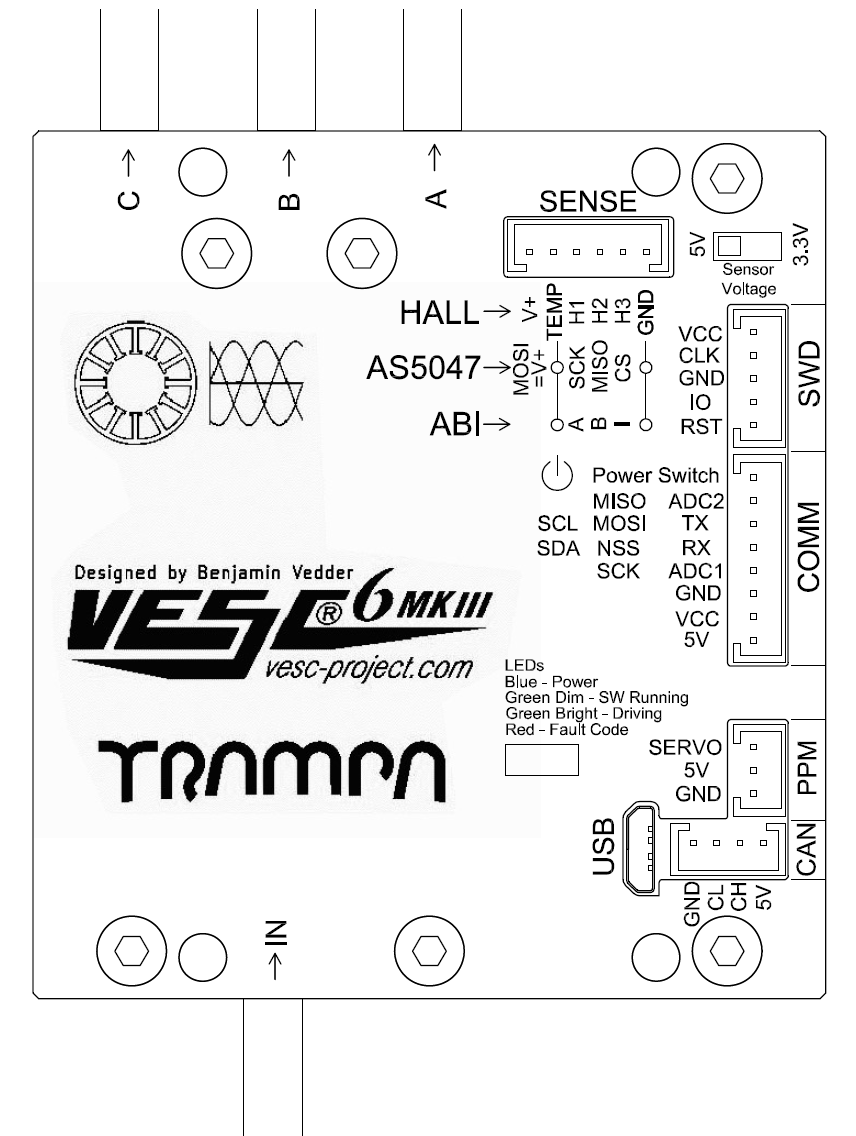 C
B
A
SENSE
5V
3.3V
Sensor
Voltage
HALL
V+
TEMP
H1
H2
H3
GND
AS5047
MOSI
=V+
SCK
MISO
CS
ABI
A
B
I
VCC
CLK
GND
IO
RST
SWD
Power Switch
MISO ADC2
SCL MOSI TX
SDA NSS RX
SCK ADC1
GND
VCC
5V
COMM
Designed by Benjamin Vedder
VESC® 6 MKIII
vesc-project.com
LEDs
Blue - Power
Green Dim - SW Running
Green Bright - Driving
Red - Fault Code
TRAMPA
SERVO
5V
GND
PPM
USB
CAN
GND
CL
CH
5V
IN